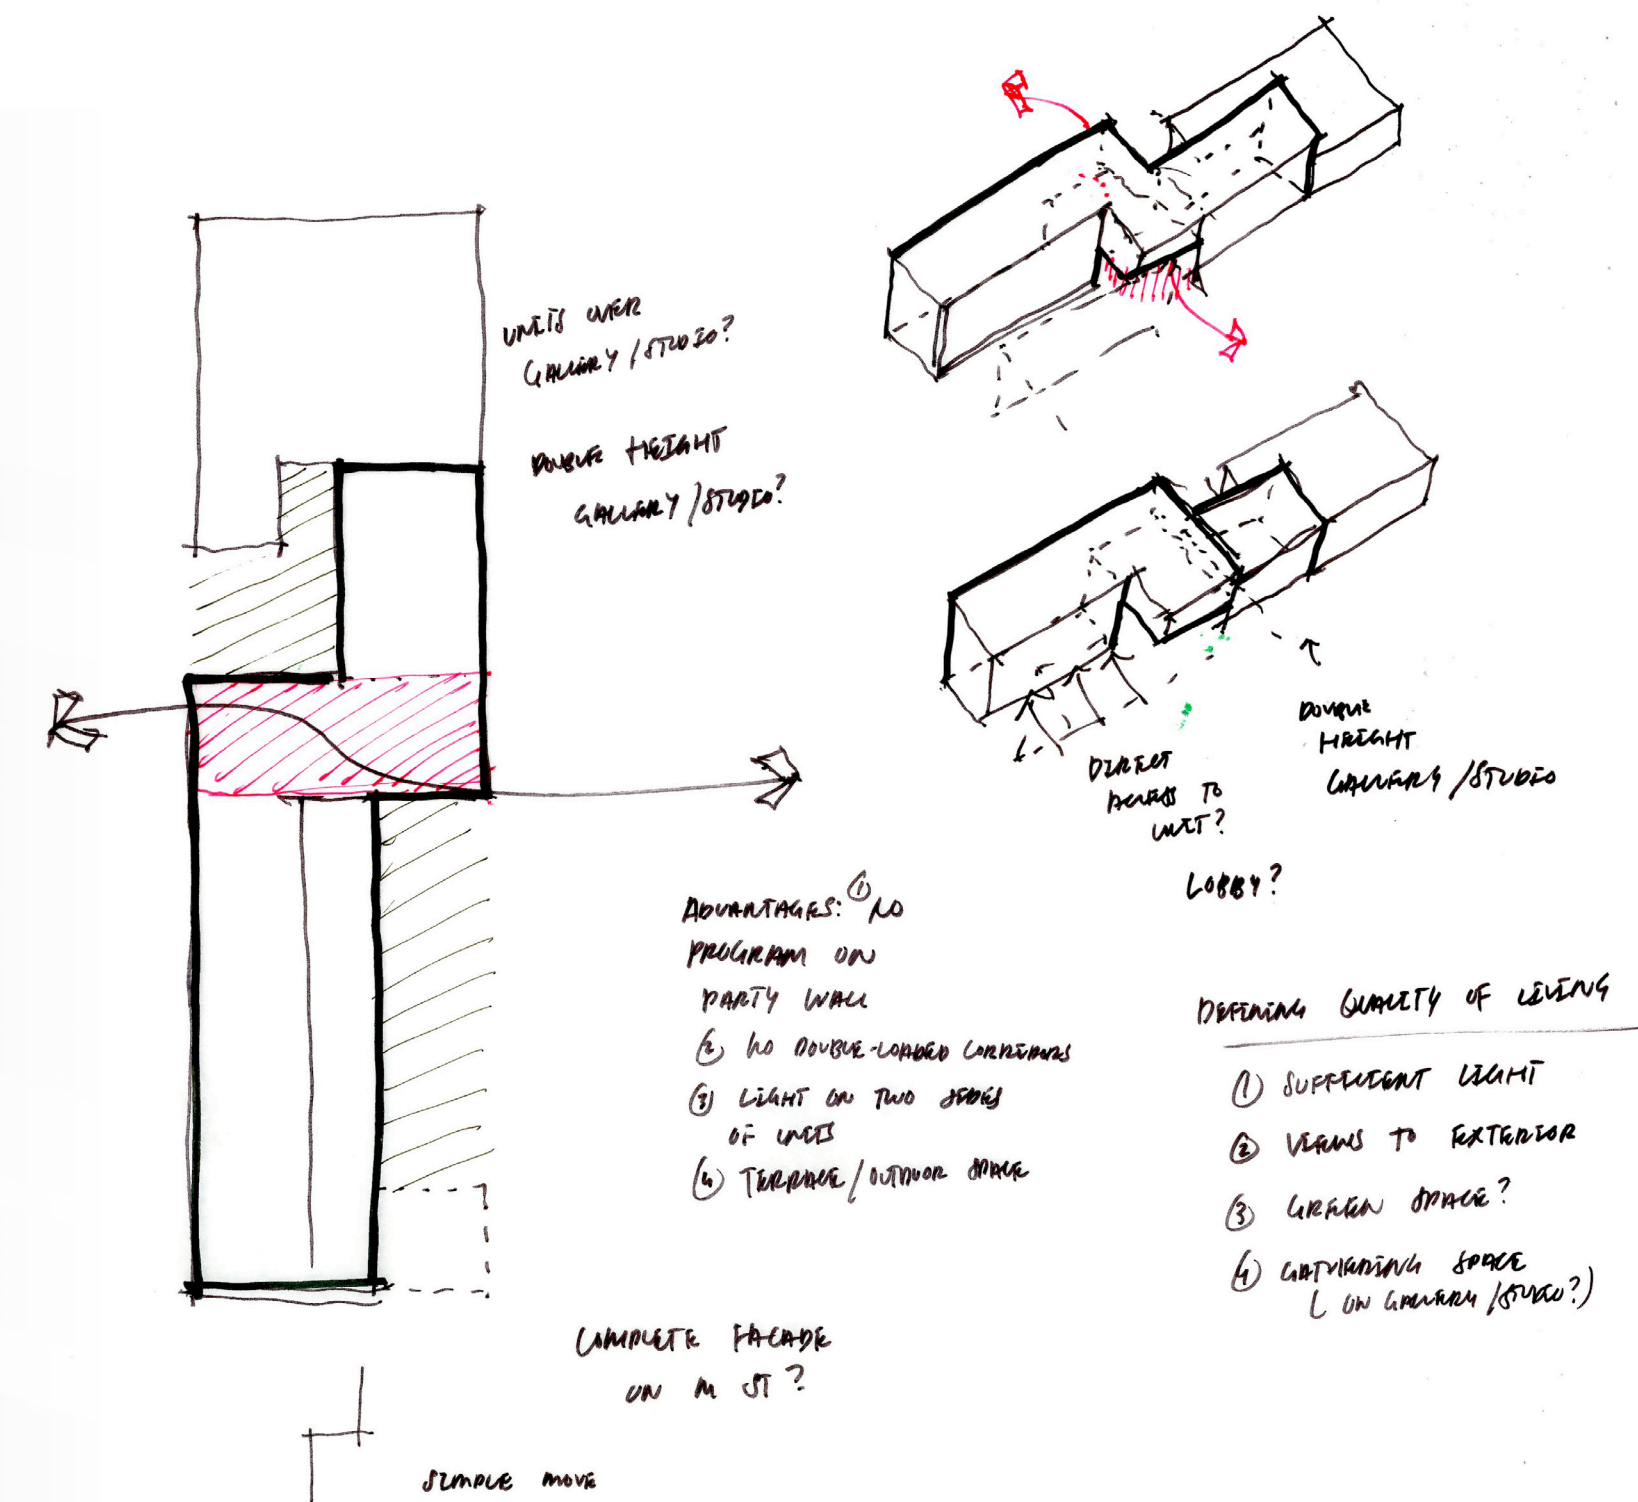 UNITS OVER
GALLERY / STUDIO?
DOUBLE HEIGHT
GALLERY / STUDIO?
DIRECT
ACCESS TO
UNIT?
LOBBY?
DOUBLE
HEIGHT
GALLERY / STUDIO
ADVANTAGES: ① NO
PROGRAM ON
PARTY WALL
② NO DOUBLE-LOADED CORRIDORS
③ LIGHT ON TWO SIDES
OF UNITS
④ TERRACE / OUTDOOR SPACE
DEFINING QUALITY OF LIVING
① SUFFICIENT LIGHT
② VIEWS TO EXTERIOR
③ GREEN SPACE?
④ GATHERING SPACE
( ON GALLERY / STUDIO?)
COMPLETE FACADE
ON M ST?
SIMPLE MOVE